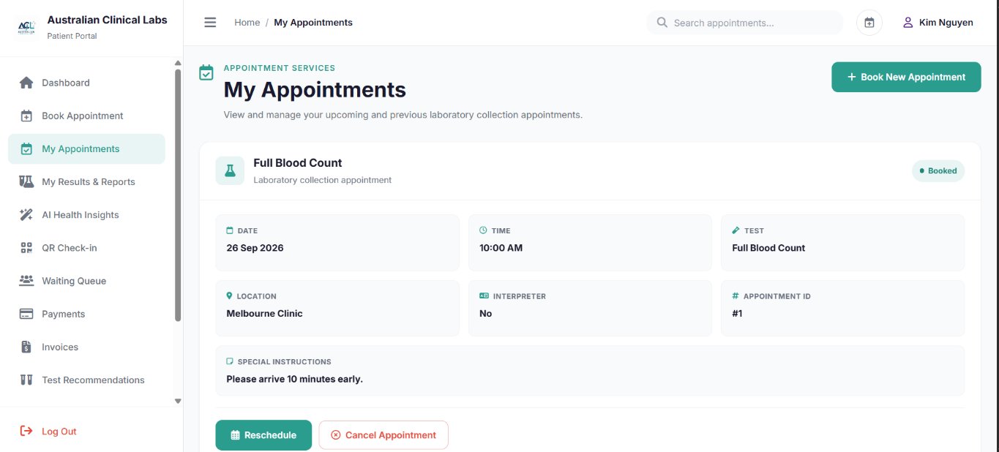 ACL
AUSTRALIAN
Australian Clinical Labs
Patient Portal
Home / My Appointments
Search appointments...
Kim Nguyen
Dashboard
Book Appointment
My Appointments
My Results & Reports
AI Health Insights
QR Check-in
Waiting Queue
Payments
Invoices
Test Recommendations
Log Out
APPOINTMENT SERVICES
My Appointments
View and manage your upcoming and previous laboratory collection appointments.
+ Book New Appointment
Full Blood Count
Laboratory collection appointment
Booked
DATE
26 Sep 2026
TIME
10:00 AM
TEST
Full Blood Count
LOCATION
Melbourne Clinic
INTERPRETER
No
# APPOINTMENT ID
#1
SPECIAL INSTRUCTIONS
Please arrive 10 minutes early.
Reschedule
Cancel Appointment